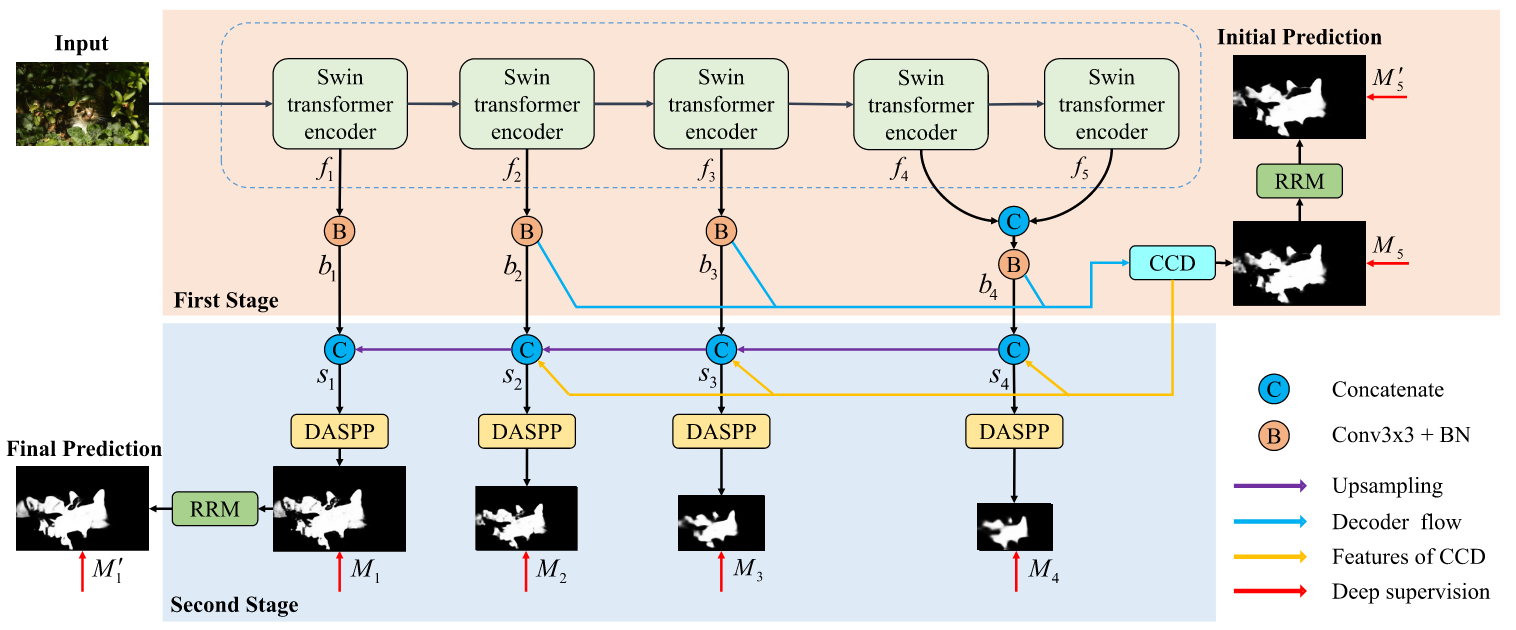 Input
Initial Prediction
Swin
transformer
encoder
Swin
transformer
encoder
Swin
transformer
encoder
Swin
transformer
encoder
Swin
transformer
encoder
M′5
f1
f2
f3
f4
f5
RRM
B
B
B
C
b1
b2
b3
B
b4
CCD
M5
First Stage
C
C
C
C
s1
s2
s3
s4
C
Concatenate
DASPP
DASPP
DASPP
DASPP
B
Conv3x3 + BN
Final Prediction
RRM
Upsampling
Decoder flow
Features of CCD
Deep supervision
M′1
M1
M2
M3
M4
Second Stage